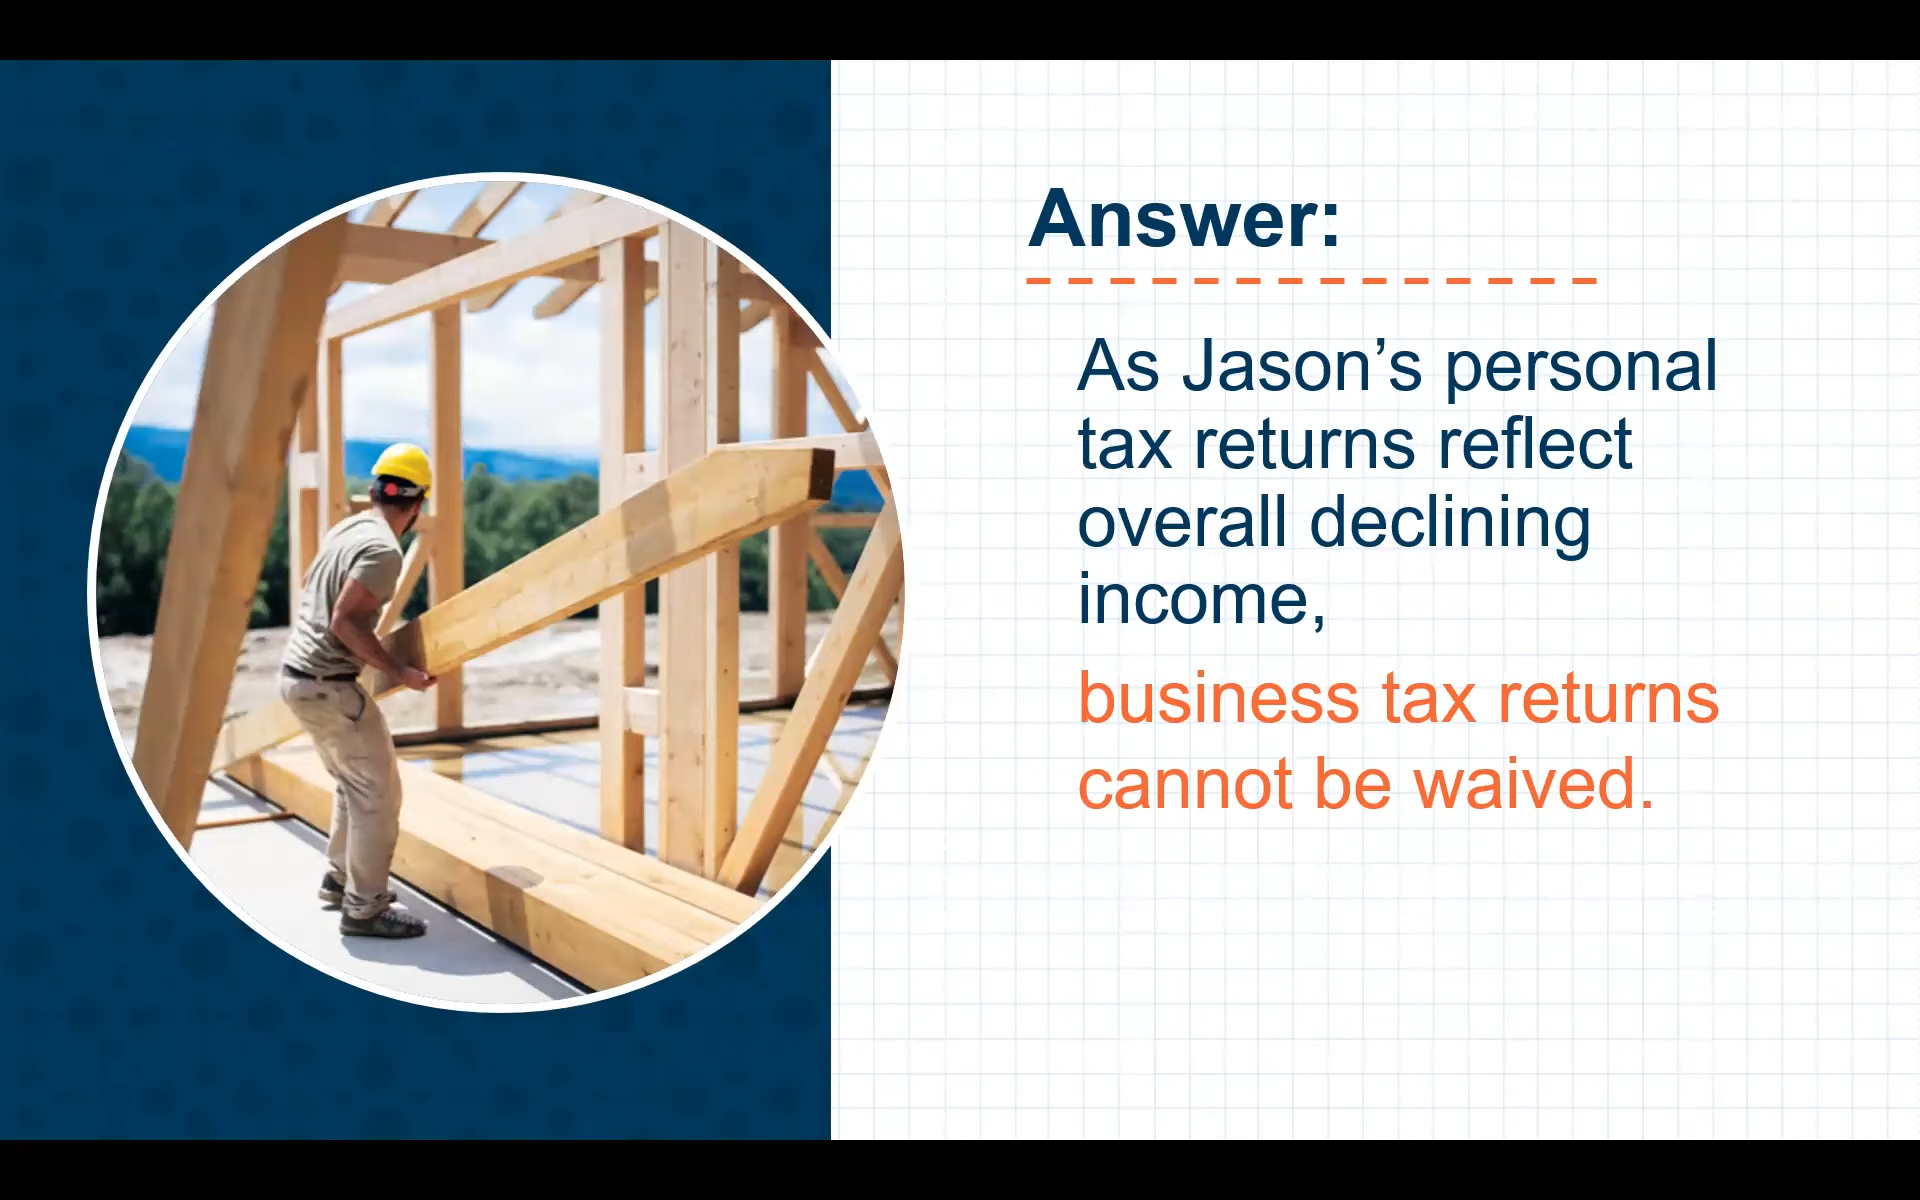 Answer:
As Jason’s personal
tax returns reflect
overall declining
income,
business tax returns
cannot be waived.